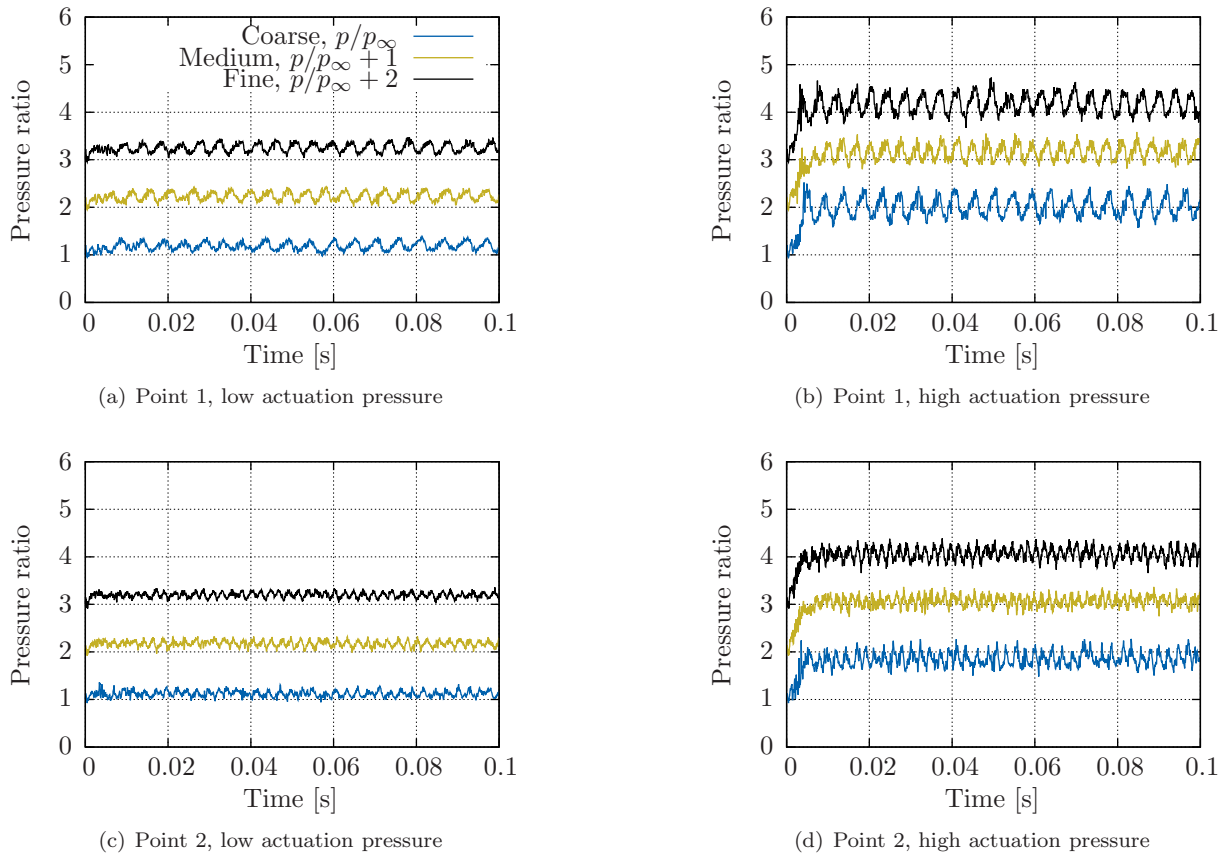 6
5
4
3
2
1
0
Pressure ratio
Coarse, p/p∞
Medium, p/p∞ + 1
Fine, p/p∞ + 2
0 0.02 0.04 0.06 0.08 0.1
Time [s]
(a) Point 1, low actuation pressure
6
5
4
3
2
1
0
Pressure ratio
0 0.02 0.04 0.06 0.08 0.1
Time [s]
(b) Point 1, high actuation pressure
6
5
4
3
2
1
0
Pressure ratio
0 0.02 0.04 0.06 0.08 0.1
Time [s]
(c) Point 2, low actuation pressure
6
5
4
3
2
1
0
Pressure ratio
0 0.02 0.04 0.06 0.08 0.1
Time [s]
(d) Point 2, high actuation pressure